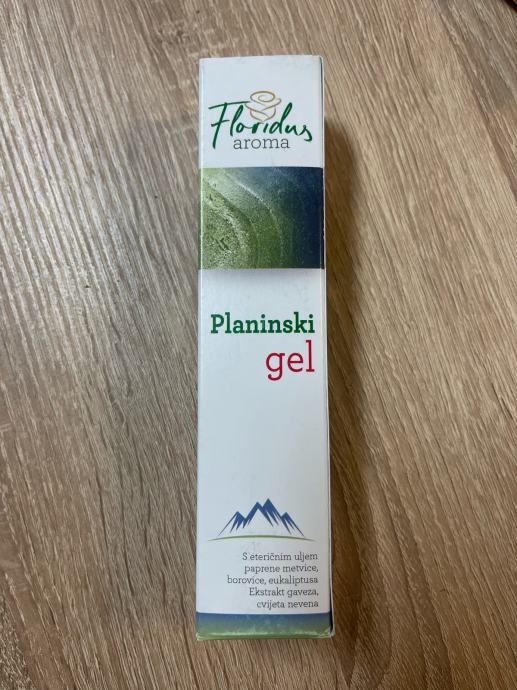 Floridus
aroma
Planinski
gel
S eteričnim uljem
paprene metvice,
borovice, eukaliptusa
Ekstrakt gaveza,
cvijeta nevena